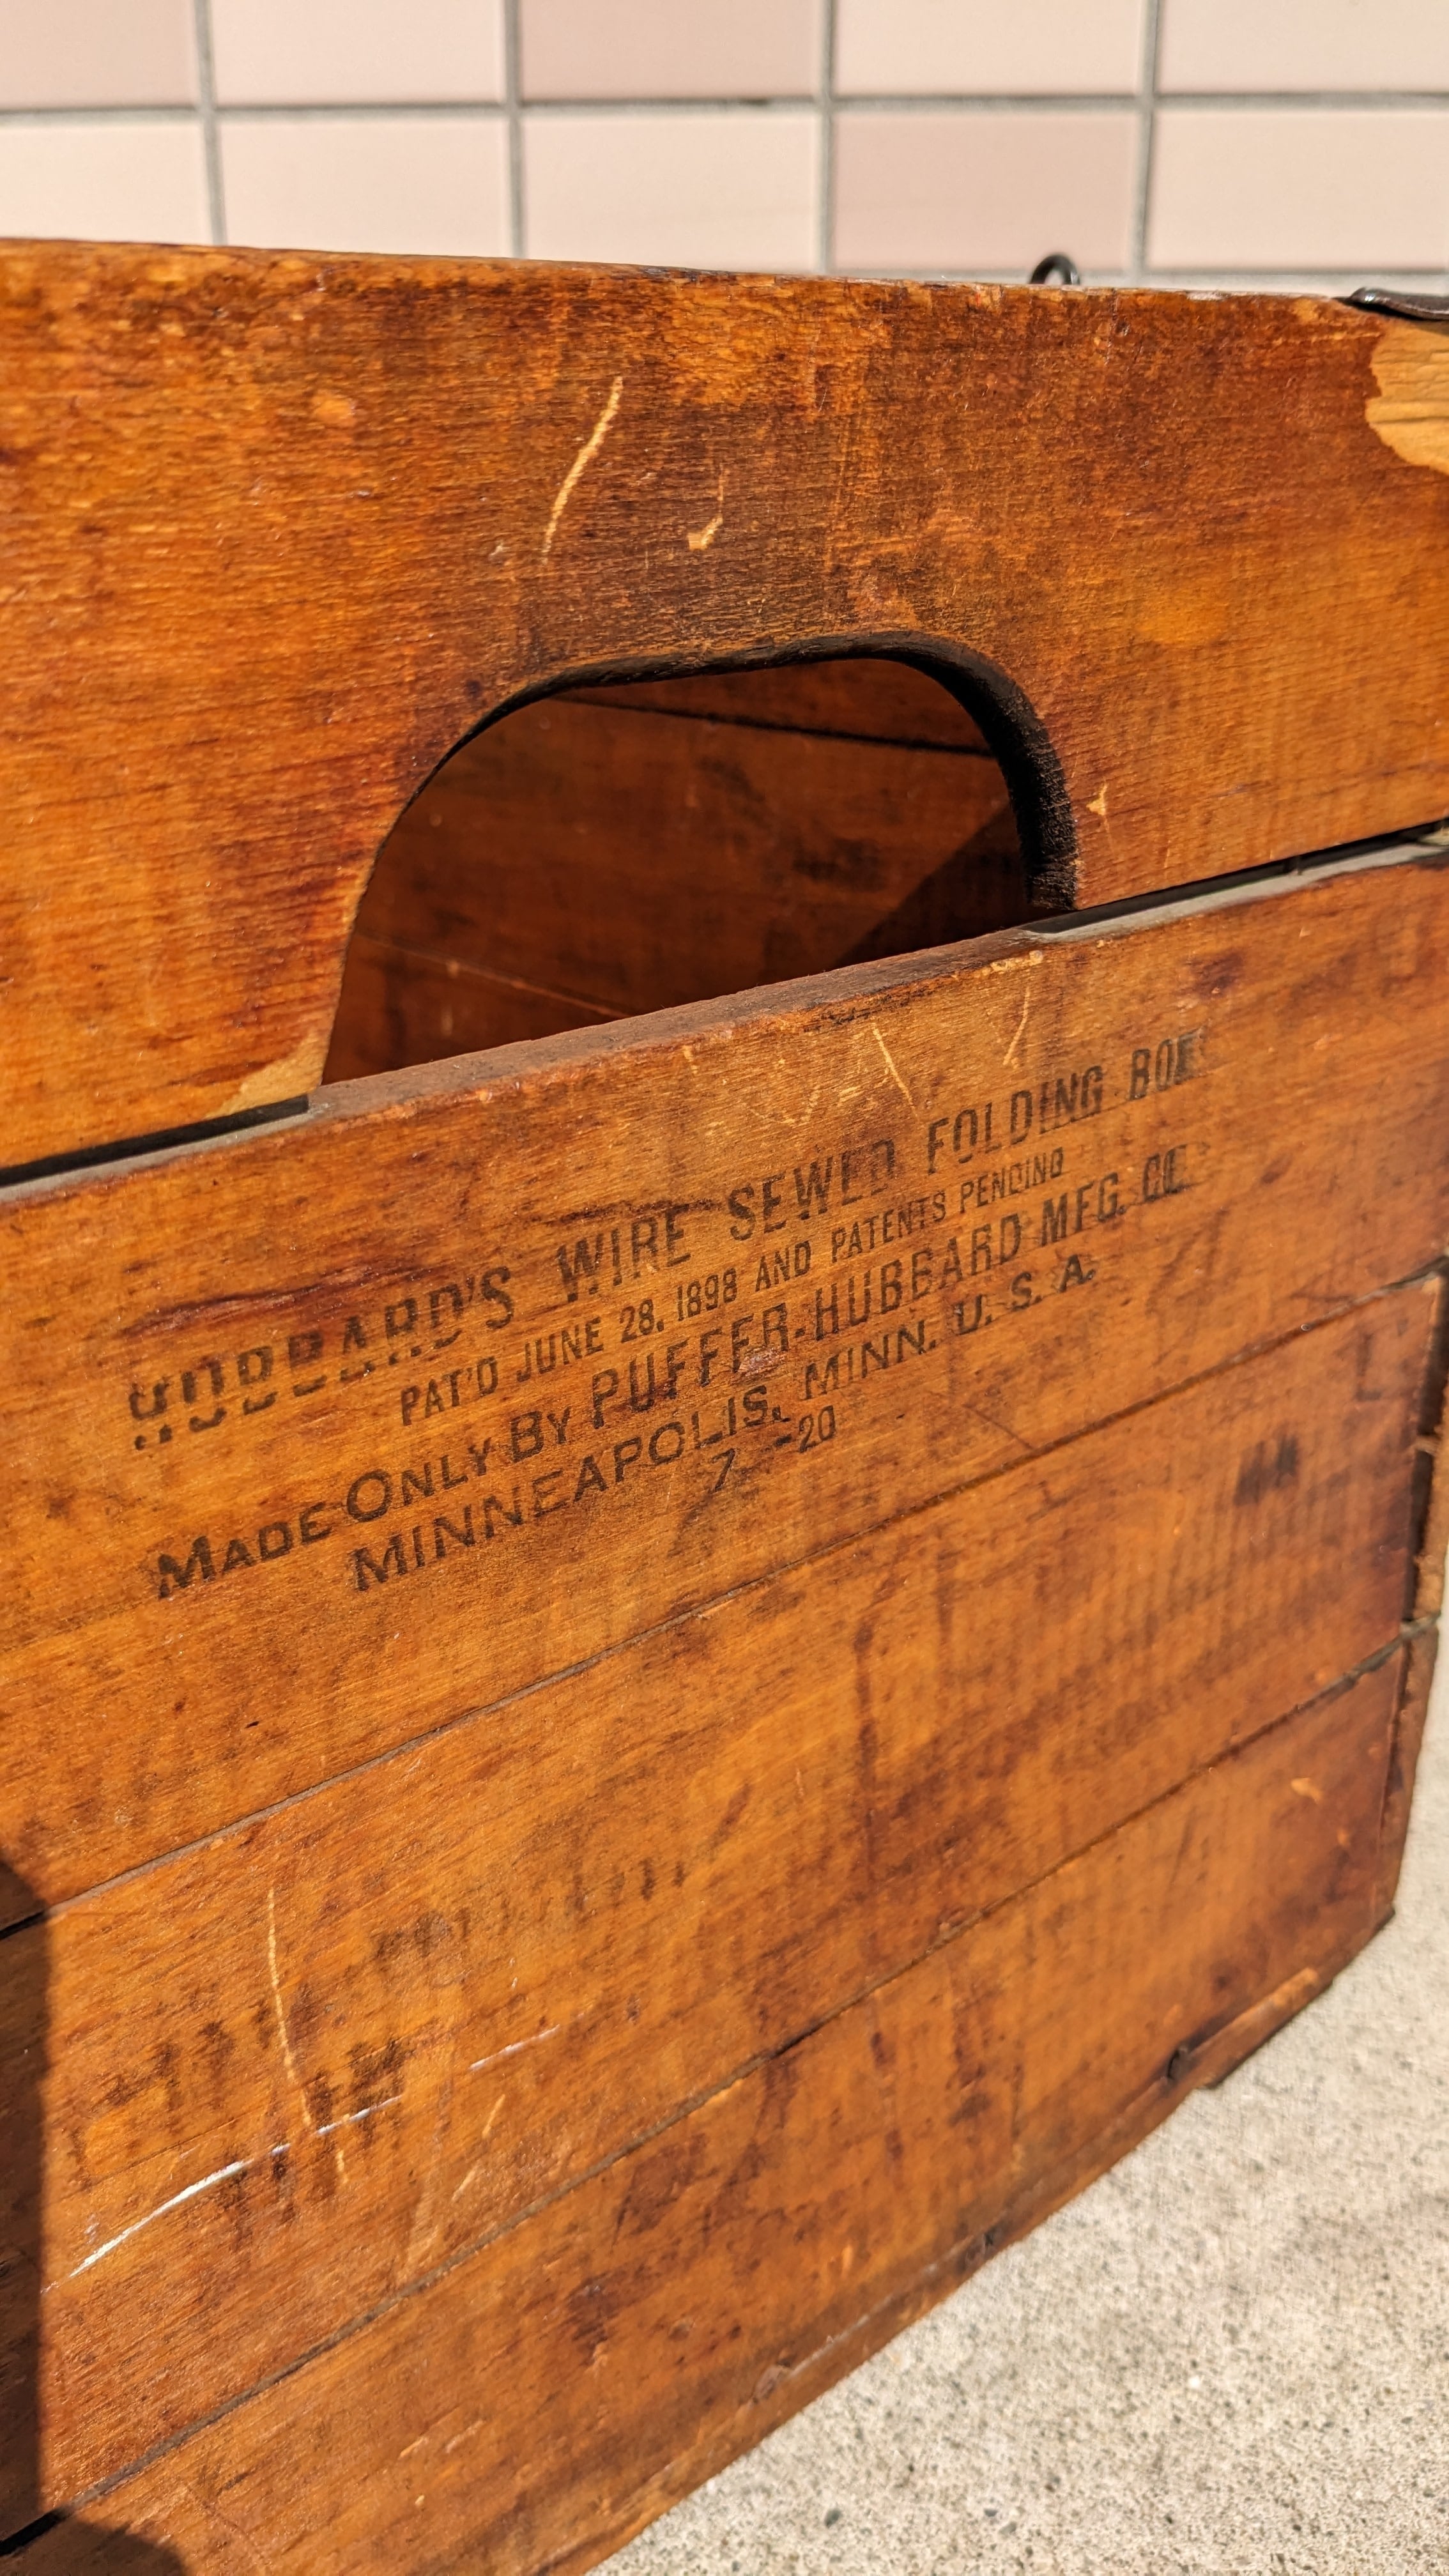 HUBBARD'S WIRE SEWED FOLDING BOX
PAT'D JUNE 28, 1898 AND PATENTS PENDING
MADE ONLY BY PUFFER-HUBBARD MFG. CO.
MINNEAPOLIS, MINN. U. S. A.
7 -20